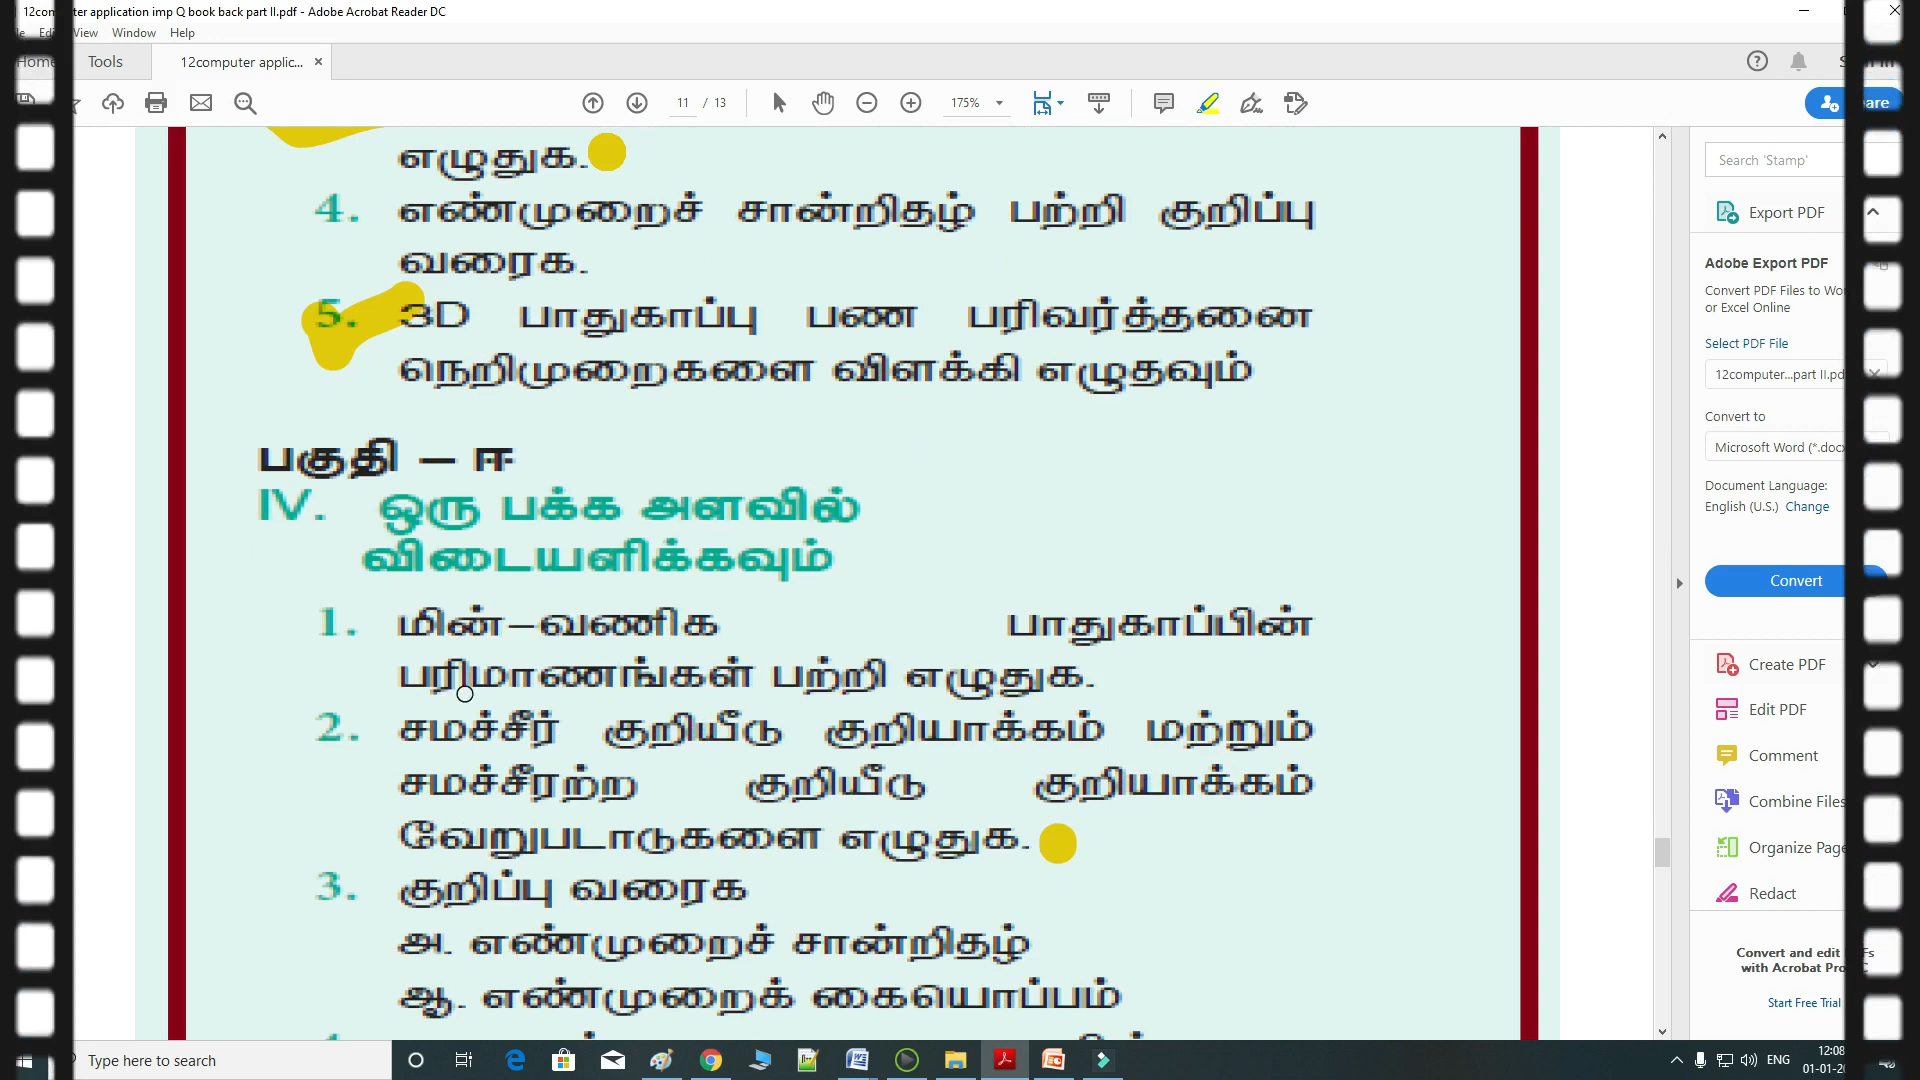 12computer application imp Q book back part II.pdf - Adobe Acrobat Reader DC
View Window Help
Home Tools 12computer applic... ×
11 / 13 175%
எழுதுக.
4. எண்முறைச் சான்றிதழ் பற்றி குறிப்பு
வரைக.
5. 3D பாதுகாப்பு பண பரிவர்த்தனை
நெறிமுறைகளை விளக்கி எழுதவும்
பகுதி – ஈ
IV. ஒரு பக்க அளவில்
விடையளிக்கவும்
1. மின்–வணிக பாதுகாப்பின்
பரிமாணங்கள் பற்றி எழுதுக.
2. சமச்சீர் குறியீடு குறியாக்கம் மற்றும்
சமச்சீரற்ற குறியீடு குறியாக்கம்
வேறுபடாடுகளை எழுதுக.
3. குறிப்பு வரைக
அ. எண்முறைச் சான்றிதழ்
ஆ. எண்முறைக் கையொப்பம்
Search 'Stamp'
Export PDF
Adobe Export PDF
Convert PDF Files to Wor
or Excel Online
Select PDF File
12computer...part II.pd
Convert to
Microsoft Word (*.docx
Document Language:
English (U.S.) Change
Convert
Create PDF
Edit PDF
Comment
Combine Files
Organize Page
Redact
Convert and edit
with Acrobat Pro
Start Free Trial
Type here to search
ENG
12:08
01-01-2